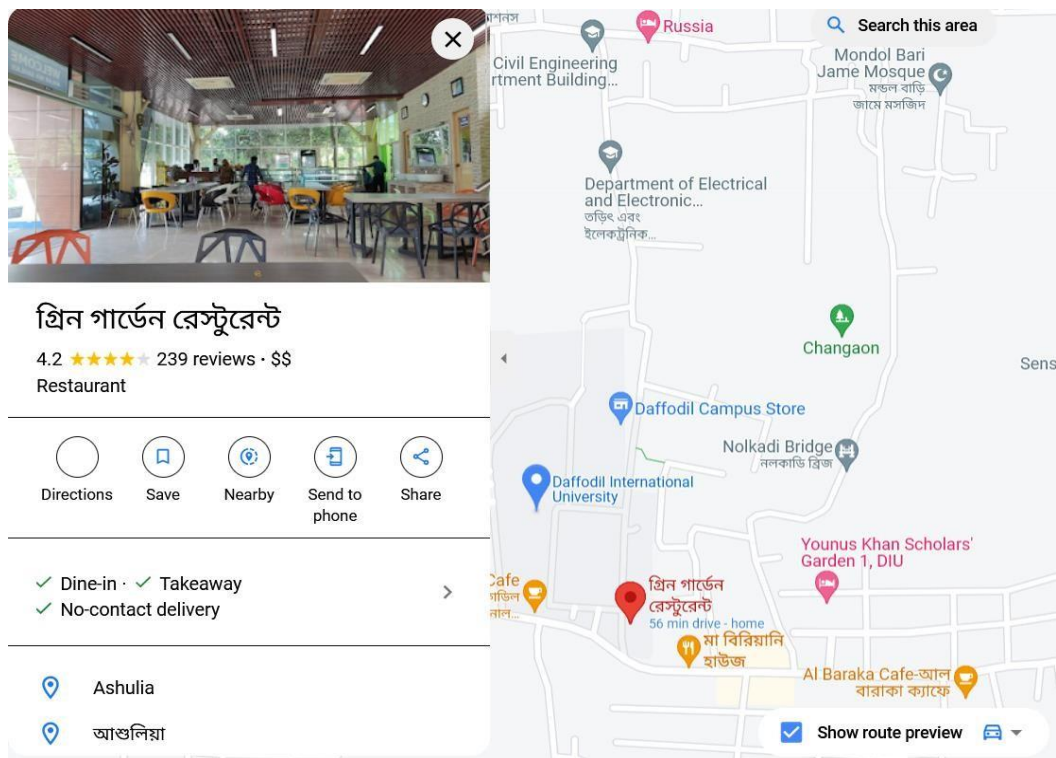 গ্রিন গার্ডেন রেস্টুরেন্ট
4.2 239 reviews · $$
Restaurant
Directions
Save
Nearby
Send to
phone
Share
Dine-in · Takeaway
No-contact delivery
Ashulia
আশুলিয়া
Russia
Search this area
Civil Engineering
rtment Building...
Mondol Bari
Jame Mosque
মন্ডল বাড়ি
জামে মসজিদ
Department of Electrical
and Electronic...
তড়িৎ এবং
ইলেকট্রনিক...
Changaon
Sens
Daffodil Campus Store
Nolkadi Bridge
নলকাডি ব্রিজ
Daffodil International
University
Younus Khan Scholars'
Garden 1, DIU
Cafe
গ্রিন গার্ডেন
রেস্টুরেন্ট
56 min drive - home
মা বিরিয়ানি
হাউজ
Al Baraka Cafe-আল
বারাকা ক্যাফে
Show route preview